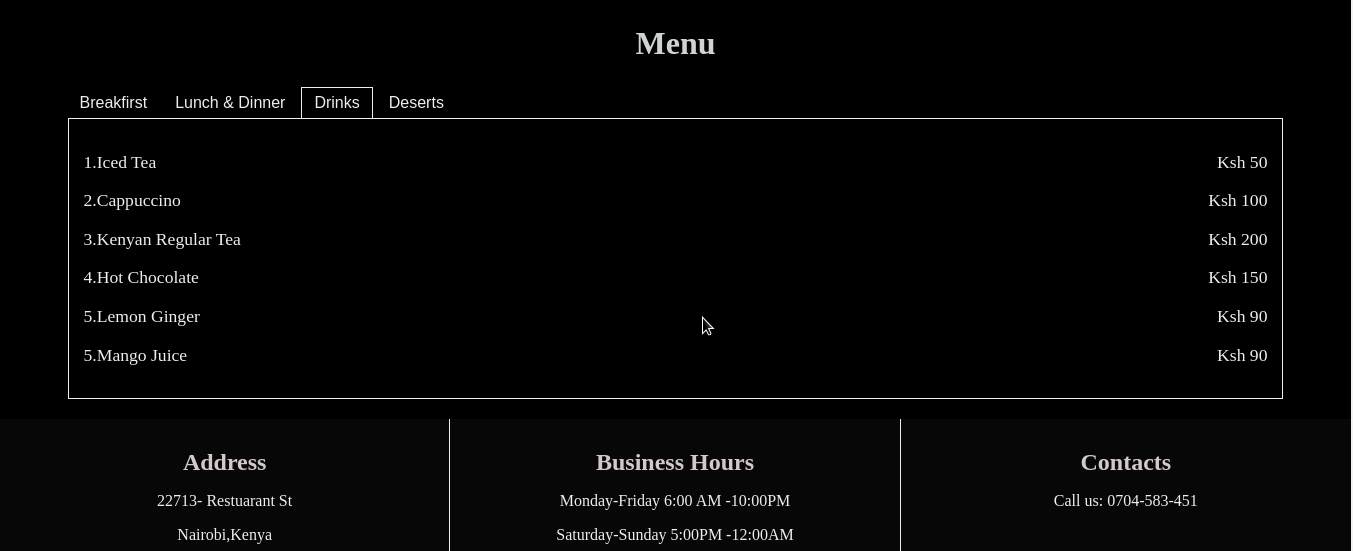 Menu
Breakfirst Lunch & Dinner Drinks Deserts
1.Iced Tea Ksh 50
2.Cappuccino Ksh 100
3.Kenyan Regular Tea Ksh 200
4.Hot Chocolate Ksh 150
5.Lemon Ginger Ksh 90
5.Mango Juice Ksh 90
Address
22713- Restuarant St
Nairobi,Kenya
Business Hours
Monday-Friday 6:00 AM -10:00PM
Saturday-Sunday 5:00PM -12:00AM
Contacts
Call us: 0704-583-451